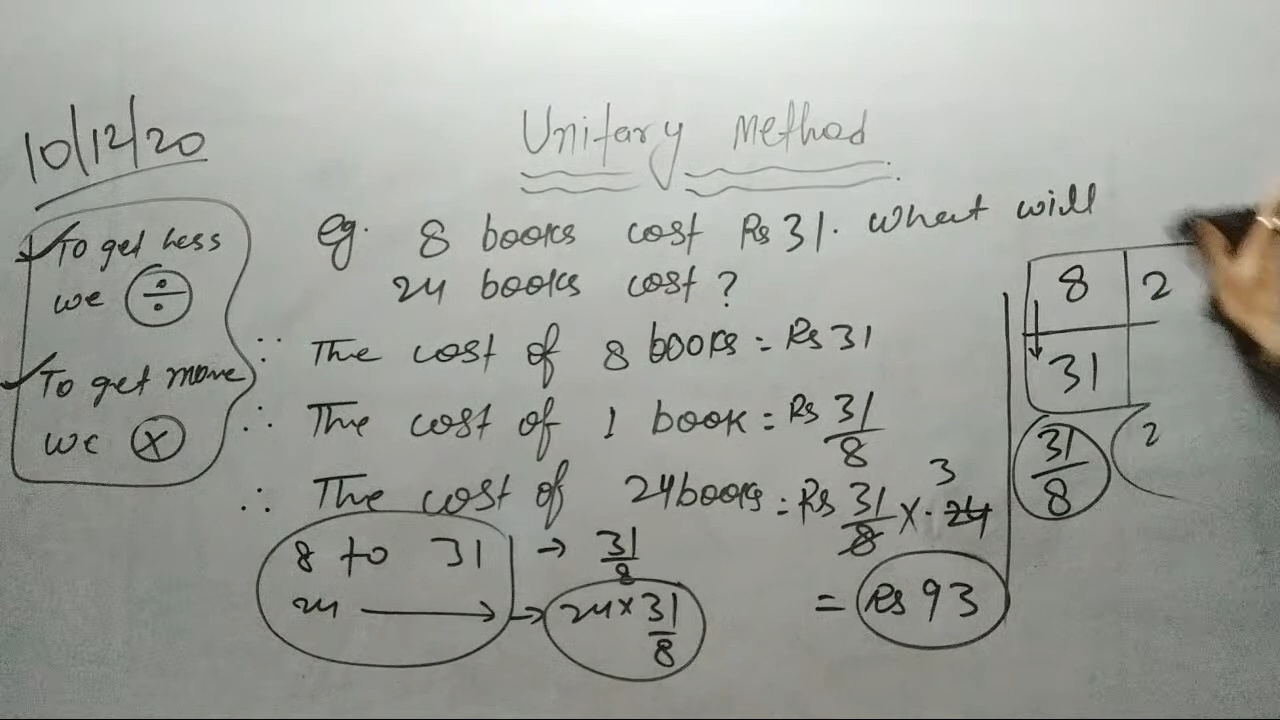 10/12/20
Unitary Method
To get Less
we ÷
To get more
we ×
eg. 8 books cost Rs 31. What will
24 books cost?
∵ The cost of 8 books = Rs 31
∴ The cost of 1 book = Rs 31/8
∴ The cost of 24 books = Rs 31/8 × 24 3
= Rs 93
8 to 31 → 31/8
24 → 24 × 31/8
8 2
31
31/8 2